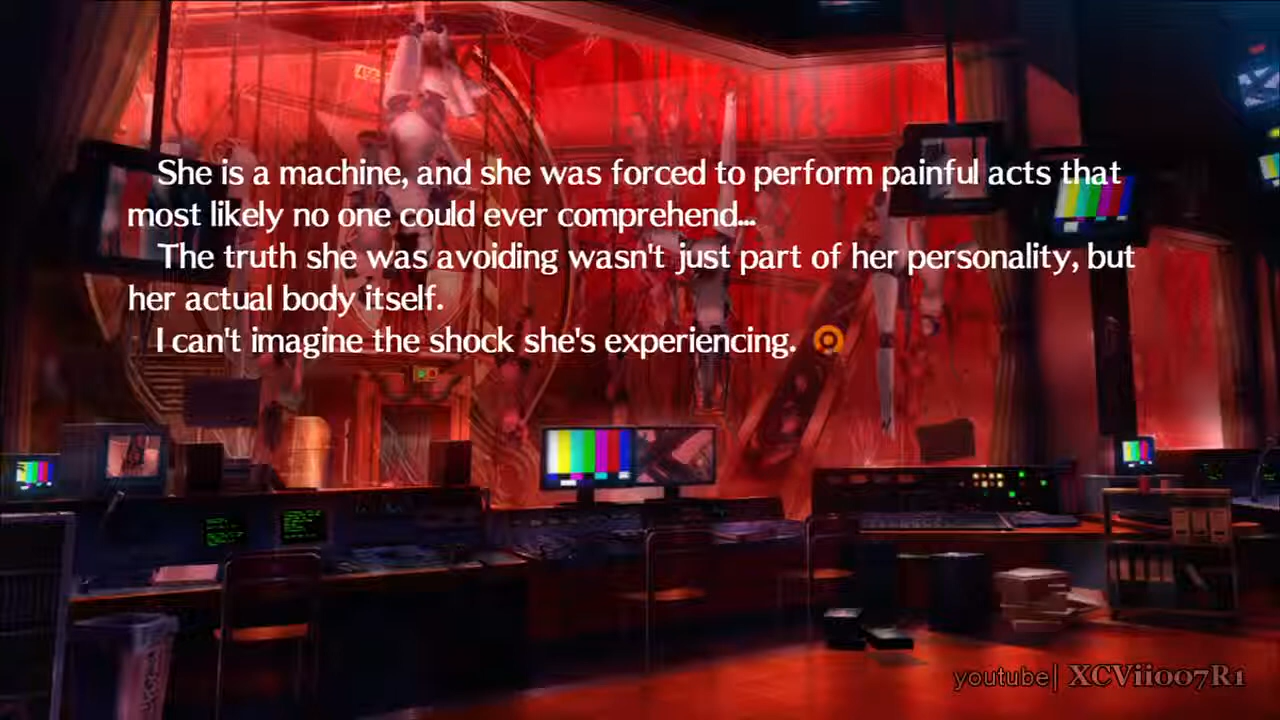 She is a machine, and she was forced to perform painful acts that
most likely no one could ever comprehend...
The truth she was avoiding wasn't just part of her personality, but
her actual body itself.
I can't imagine the shock she's experiencing.
youtube| XCVii007R1